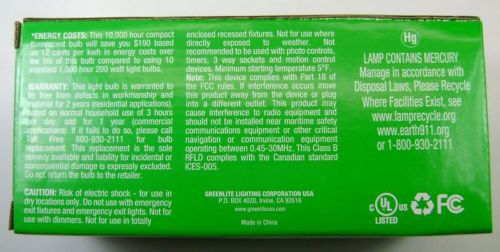 *ENERGY COSTS: This 10,000 hour compact
fluorescent bulb will save you $190 based
on 12 cents per kwh in energy costs over
the life of this bulb compared to using 10
standard 1,000 hour 200 watt light bulbs.
WARRANTY: This light bulb is warranted to
be free from defects in workmanship and
material for 2 years (residential applications),
based on normal household use of 3 hours
per day, and for 1 year (commercial
applications). If it fails to do so, please call
Toll Free 800-930-2111 for bulb
replacement. This replacement is the sole
remedy available and liability for incidental or
consequential damage is expressly excluded.
Do not return the bulb to the retailer.
CAUTION: Risk of electric shock - for use in
dry locations only. Do not use with emergency
exit fixtures and emergency exit lights. Not for
use in dimmers. Not for use in totally
enclosed recessed fixtures. Not for use where
directly exposed to weather. Not
recommended to be used with photo controls,
timers, 3 way sockets and motion control
devices. Minimum starting temperature 5°F.
Note: This device complies with Part 18 of
the FCC rules. If interference occurs move
this product away from the device or plug
into a different outlet. This product may
cause interference to radio equipment and
should not be installed near maritime safety
communications equipment or other critical
navigation or communication equipment
operating between 0.45-30MHz. This Class B
RFLD complies with the Canadian standard
ICES-005.
GREENLITE LIGHTING CORPORATION USA
P.O. BOX 4020, Irvine, CA 92616
www.greenliteusa.com
Made in China
Hg
LAMP CONTAINS MERCURY
Manage in accordance with
Disposal Laws, Please Recycle
Where Facilities Exist, see
www.lamprecycle.org
www.earth911.org
or 1-800-930-2111
C UL US
LISTED
FC